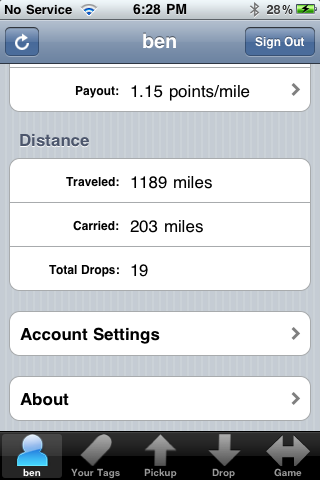 No Service 6:28 PM 28%
ben Sign Out
Payout: 1.15 points/mile
Distance
Traveled: 1189 miles
Carried: 203 miles
Total Drops: 19
Account Settings
About
ben Your Tags Pickup Drop Game